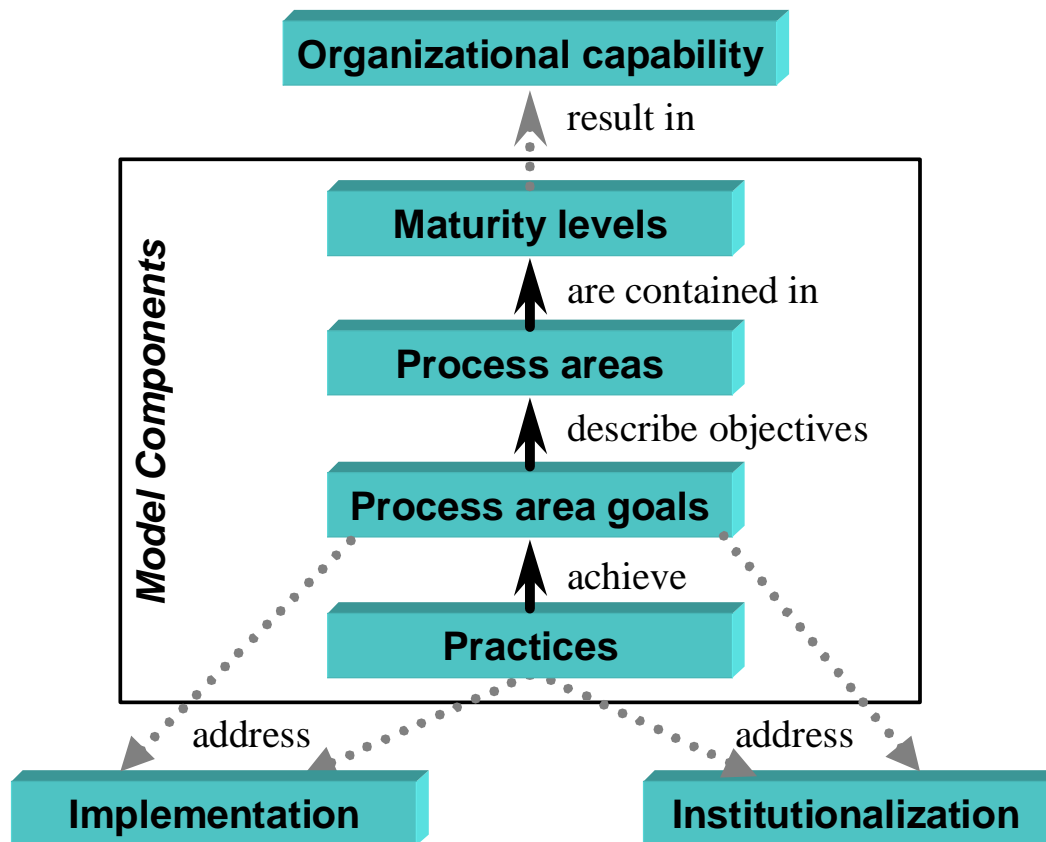 Organizational capability
result in
Model Components
Maturity levels
are contained in
Process areas
describe objectives
Process area goals
achieve
Practices
address
address
Implementation
Institutionalization